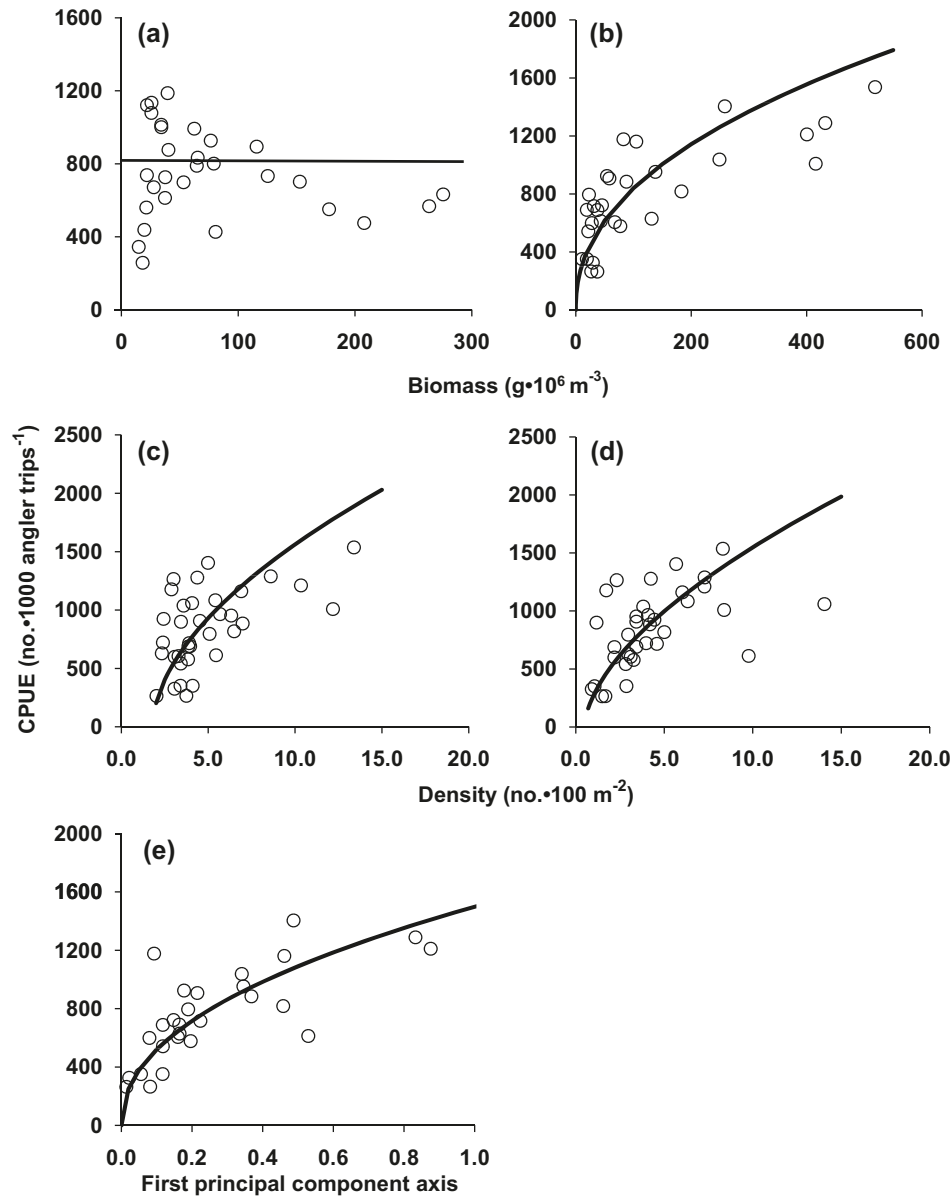 (a)
1600
1200
800
400
0
0 100 200 300
(b)
2000
1600
1200
800
400
0
0 200 400 600
Biomass (g•10⁶ m⁻³)
CPUE (no.•1000 angler trips⁻¹)
(c)
2500
2000
1500
1000
500
0
0.0 5.0 10.0 15.0 20.0
(d)
2500
2000
1500
1000
500
0
0.0 5.0 10.0 15.0 20.0
Density (no.•100 m⁻²)
(e)
2000
1600
1200
800
400
0
0.0 0.2 0.4 0.6 0.8 1.0
First principal component axis